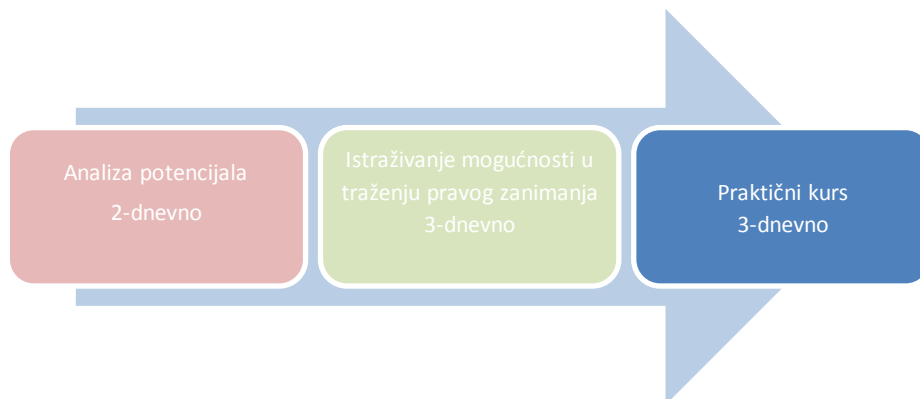 Analiza potencijala
2-dnevno
Istraživanje mogućnosti u
traženju pravog zanimanja
3-dnevno
Praktični kurs
3-dnevno